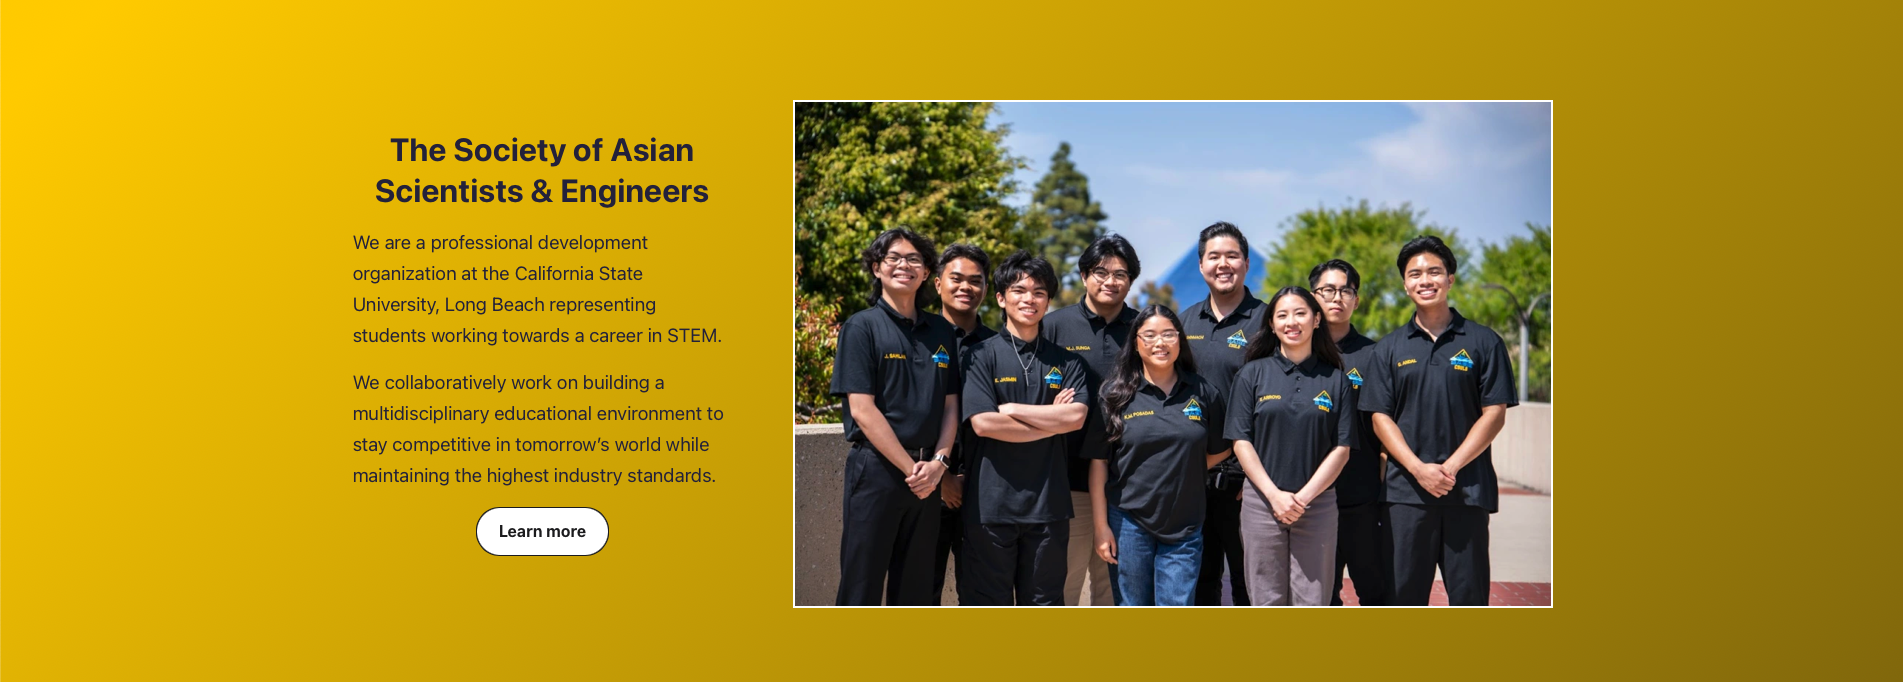 The Society of Asian
Scientists & Engineers
We are a professional development
organization at the California State
University, Long Beach representing
students working towards a career in STEM.
We collaboratively work on building a
multidisciplinary educational environment to
stay competitive in tomorrow’s world while
maintaining the highest industry standards.
Learn more
E. JASMIN
K.M. POSADAS